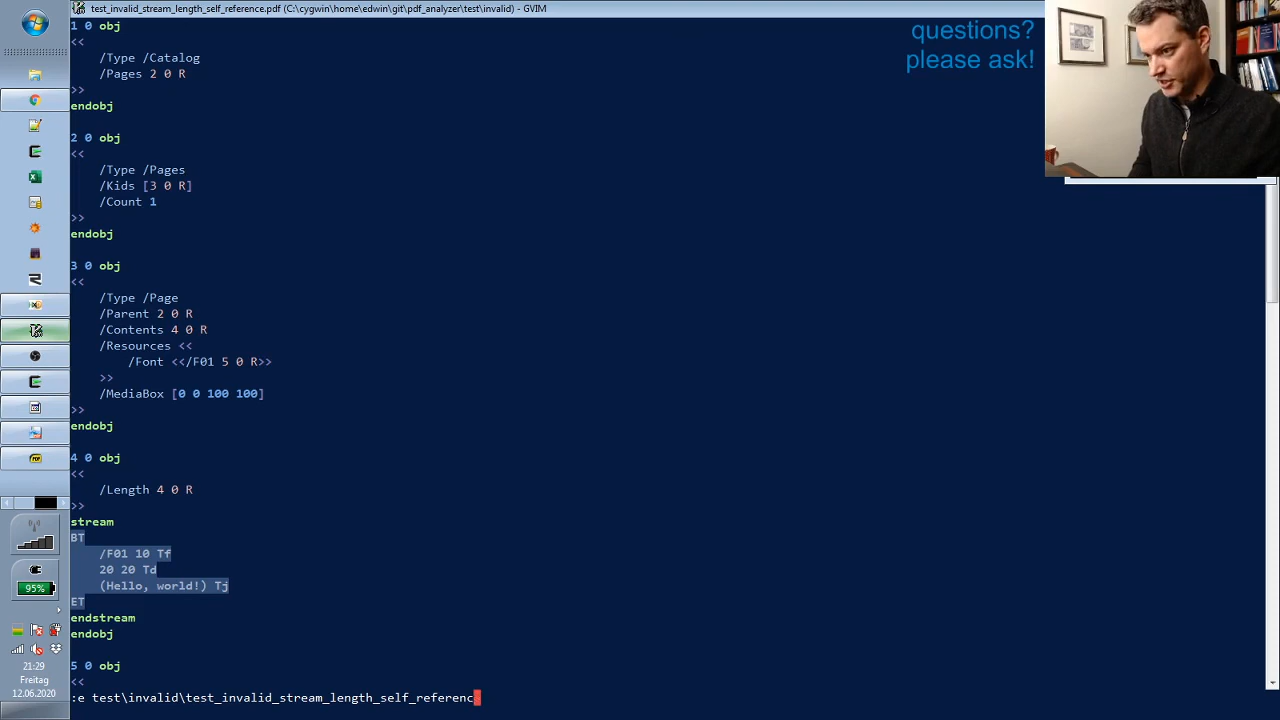 test_invalid_stream_length_self_reference.pdf (C:\cygwin\home\edwin\git\pdf_analyzer\test\invalid) - GVIM
questions?
please ask!
1 0 obj
<<
/Type /Catalog
/Pages 2 0 R
>>
endobj
2 0 obj
<<
/Type /Pages
/Kids [3 0 R]
/Count 1
>>
endobj
3 0 obj
<<
/Type /Page
/Parent 2 0 R
/Contents 4 0 R
/Resources <<
/Font <</F01 5 0 R>>
>>
/MediaBox [0 0 100 100]
>>
endobj
4 0 obj
<<
/Length 4 0 R
>>
stream
BT
/F01 10 Tf
20 20 Td
(Hello, world!) Tj
ET
endstream
endobj
5 0 obj
<<
:e test\invalid\test_invalid_stream_length_self_referenc
95%
21:29
Freitag
12.06.2020